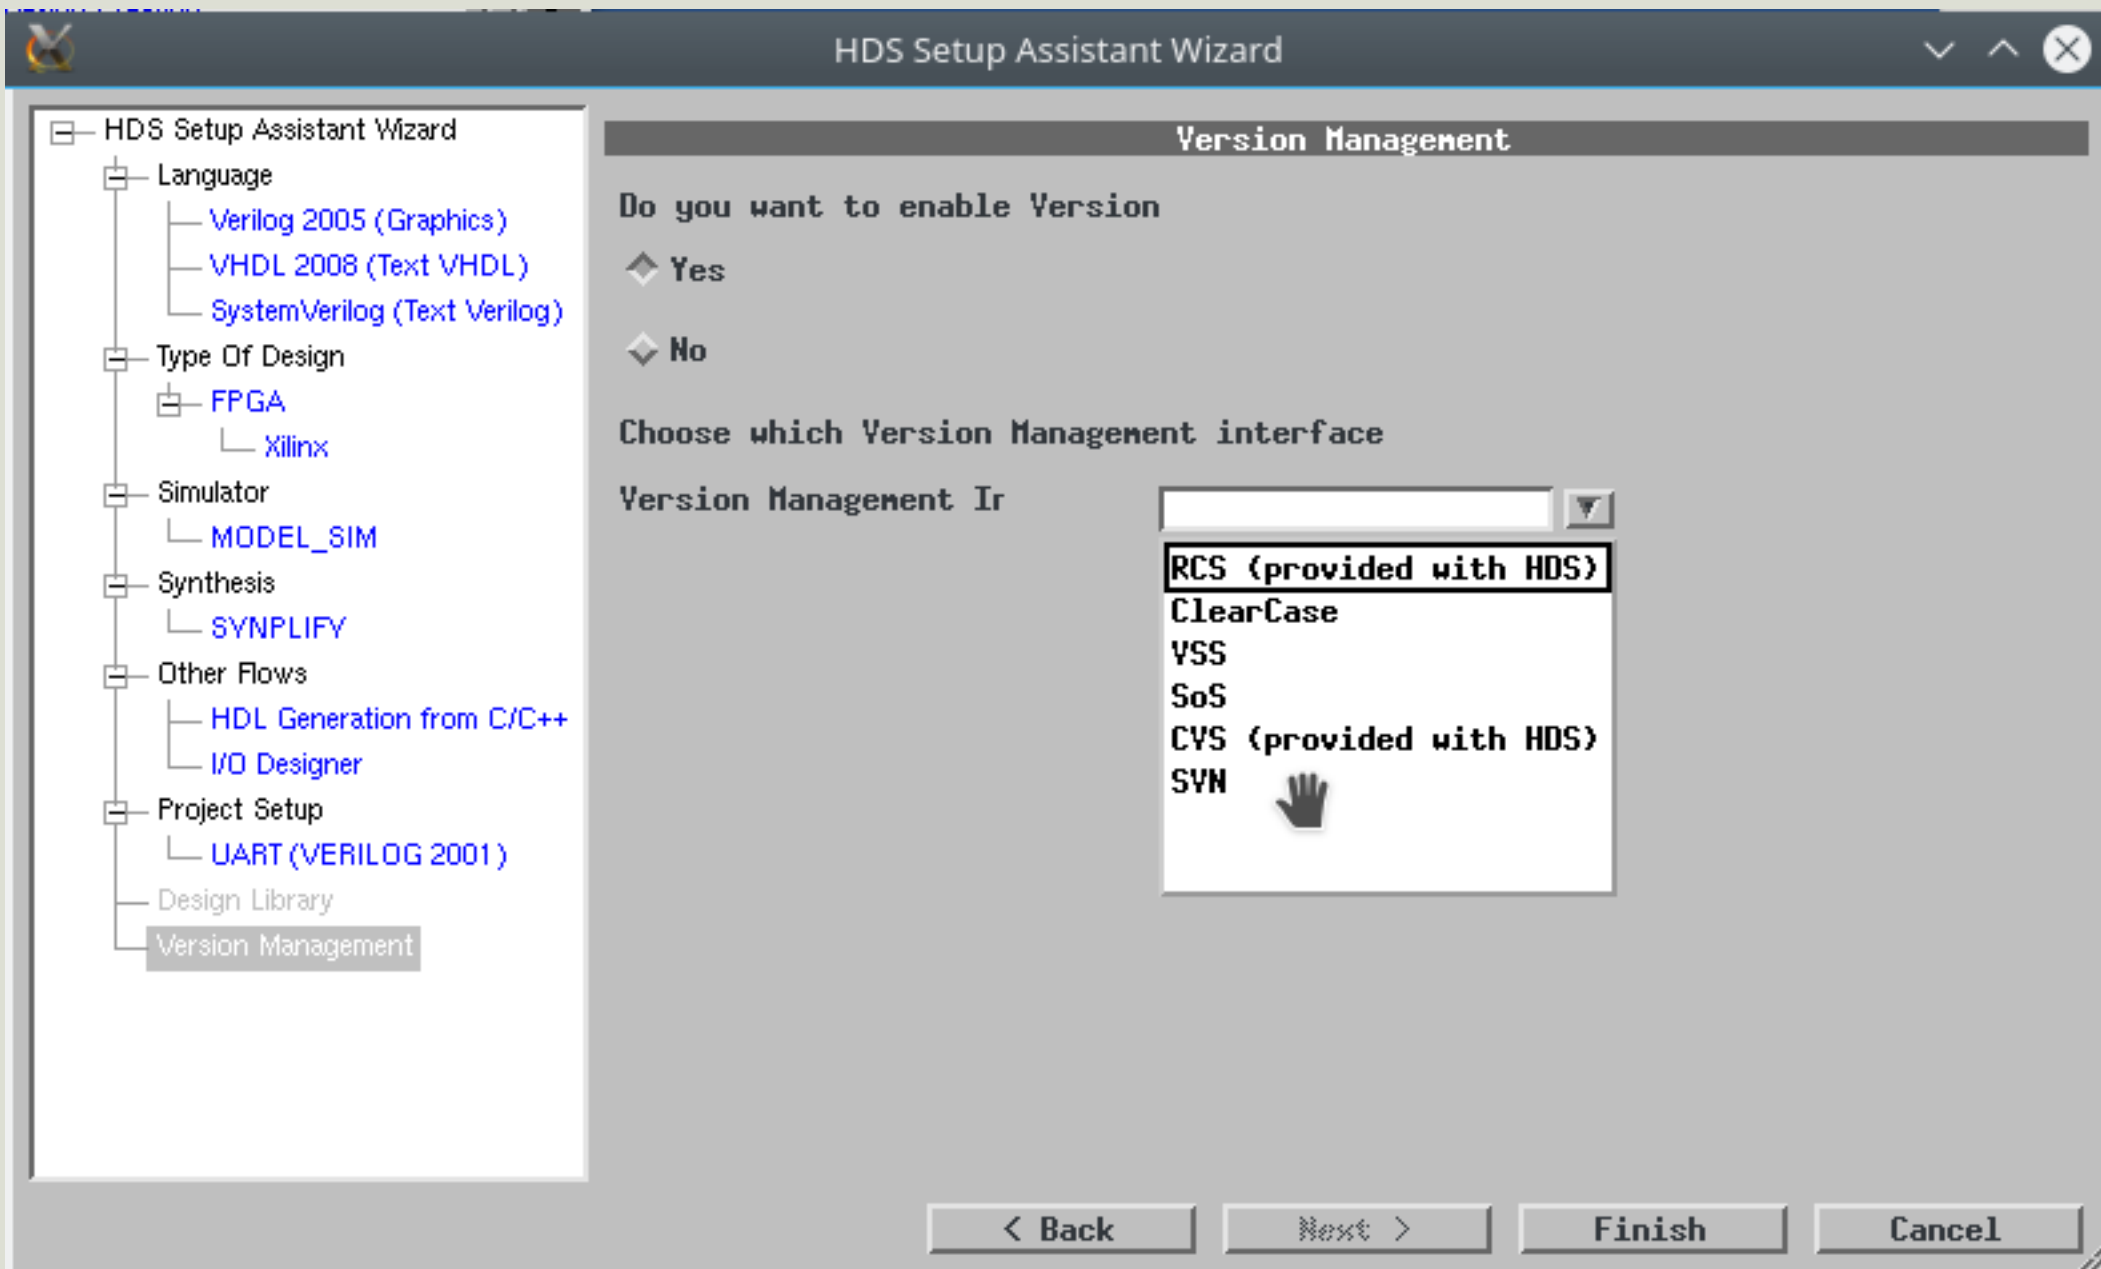 HDS Setup Assistant Wizard
HDS Setup Assistant Wizard
Language
Verilog 2005 (Graphics)
VHDL 2008 (Text VHDL)
SystemVerilog (Text Verilog)
Type Of Design
FPGA
Xilinx
Simulator
MODEL_SIM
Synthesis
SYNPLIFY
Other Flows
HDL Generation from C/C++
I/O Designer
Project Setup
UART (VERILOG 2001)
Design Library
Version Management
Version Management
Do you want to enable Version
Yes
No
Choose which Version Management interface
Version Management
RCS (provided with HDS)
ClearCase
VSS
SoS
CVS (provided with HDS)
SVN
< Back
Next >
Finish
Cancel